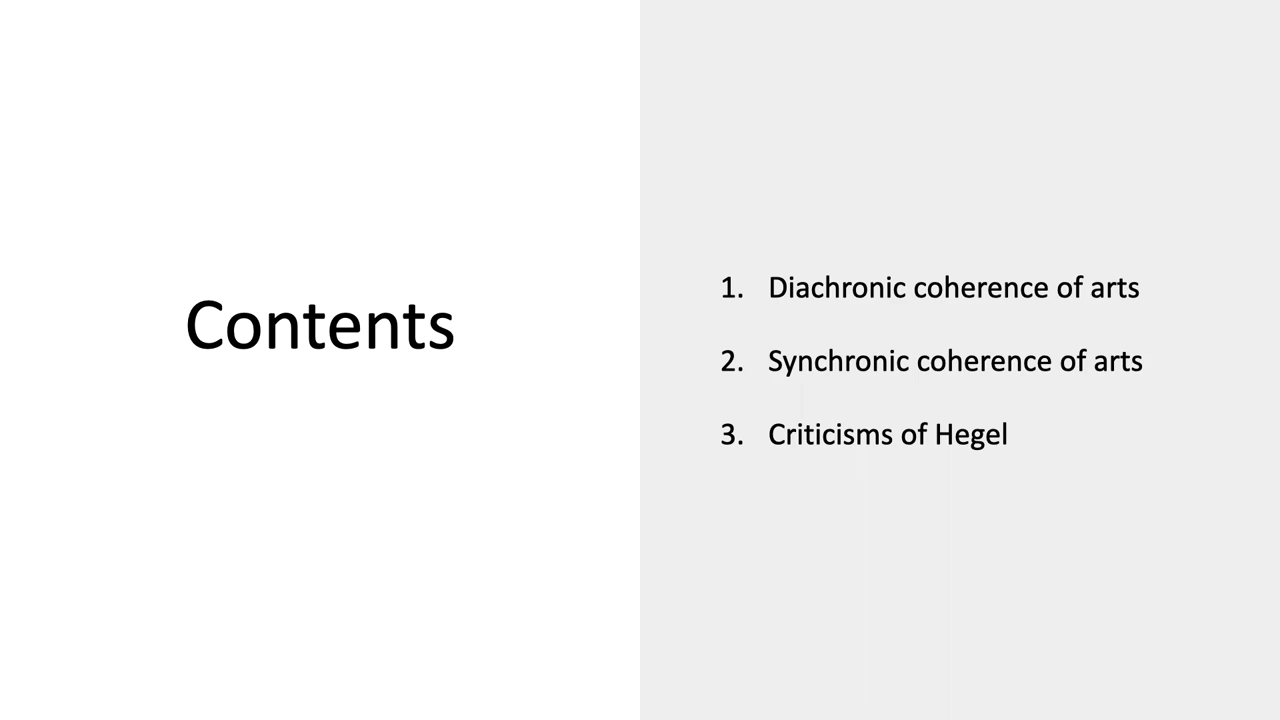 Contents
1. Diachronic coherence of arts
2. Synchronic coherence of arts
3. Criticisms of Hegel